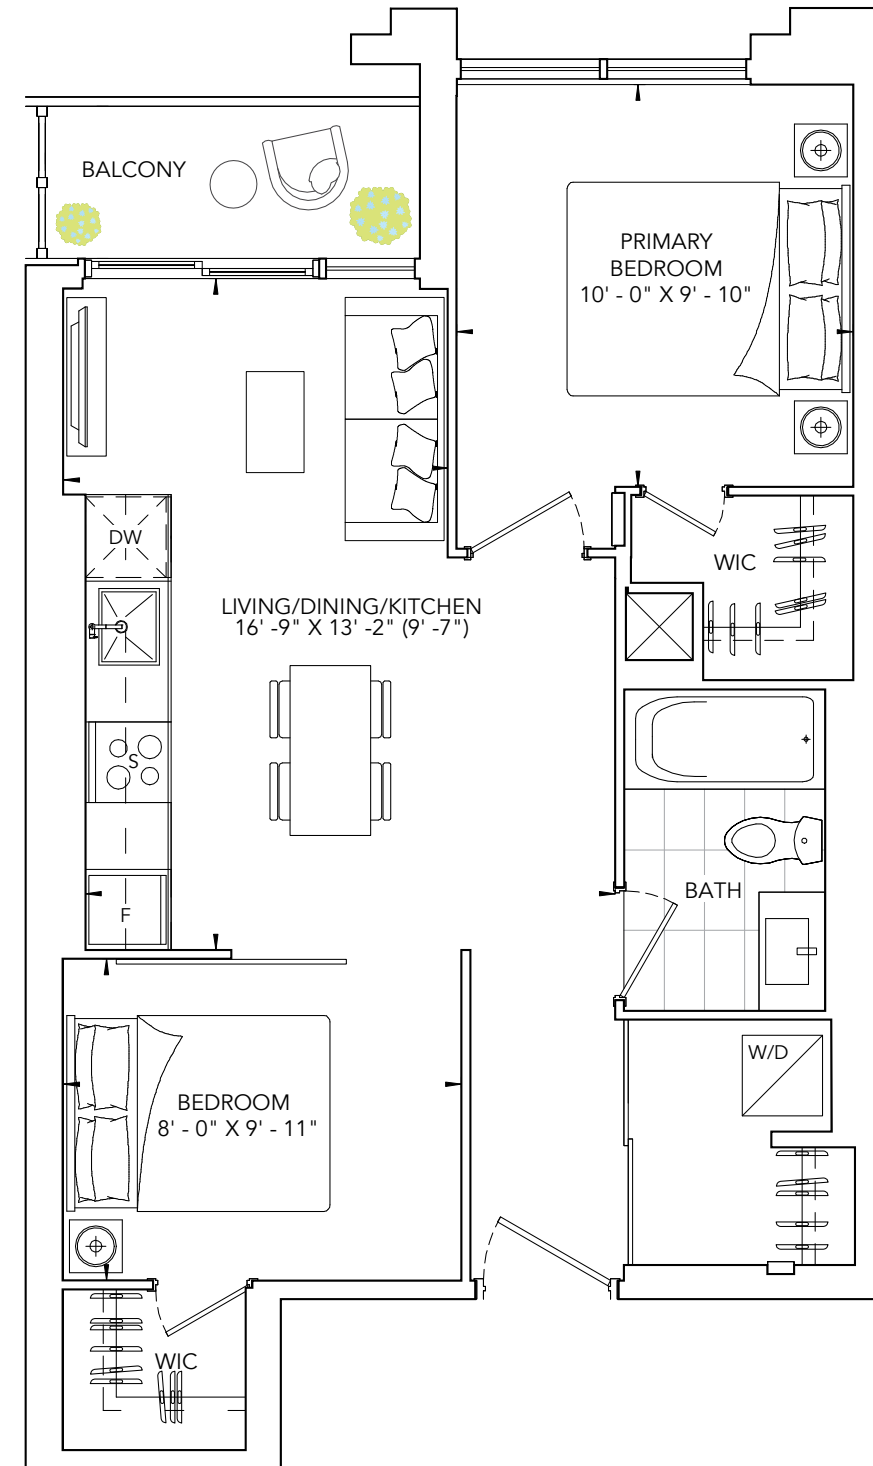 BALCONY
PRIMARY
BEDROOM
10' - 0" X 9' - 10"
DW
WIC
LIVING/DINING/KITCHEN
16' -9" X 13' -2" (9' -7")
S
BATH
F
W/D
BEDROOM
8' - 0" X 9' - 11"
WIC